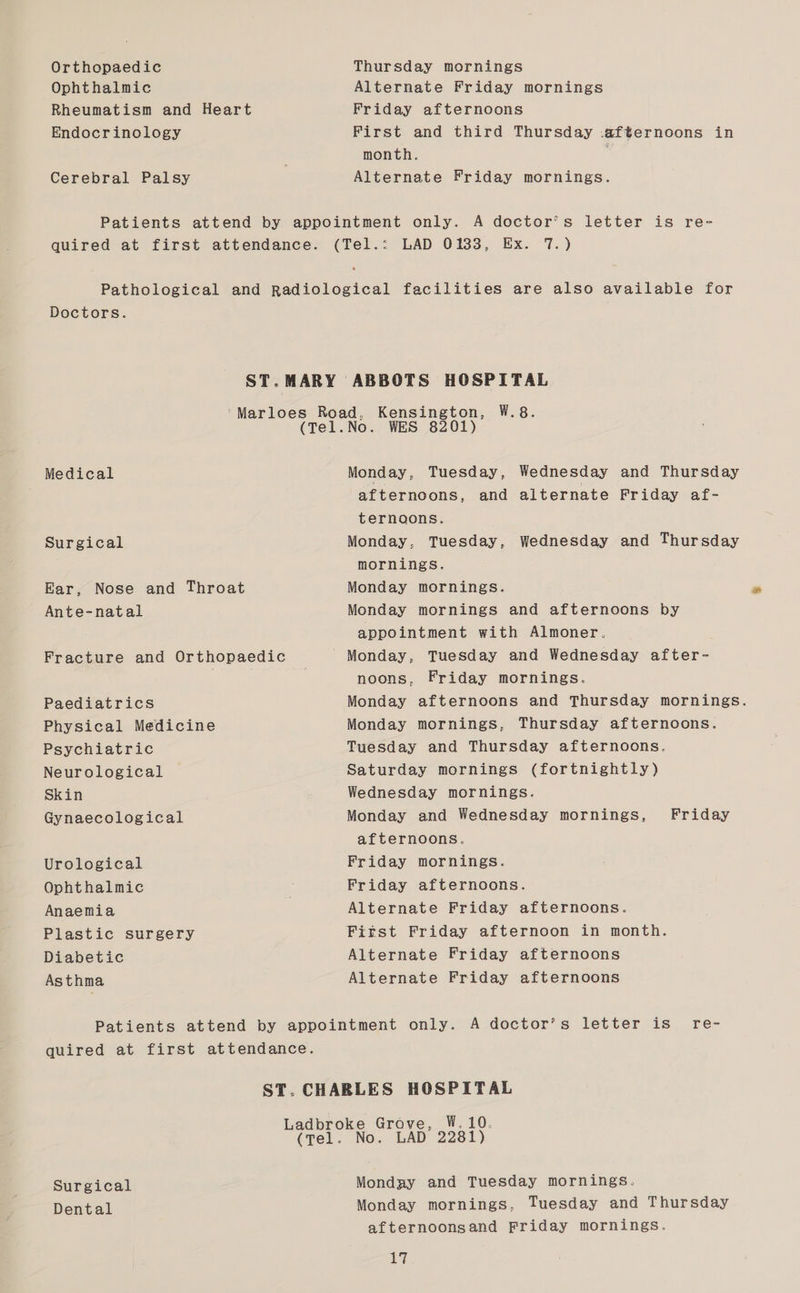 Orthopaedic Thursday mornings
Ophthalmic Alternate Friday mornings
Rheumatism and Heart Friday afternoons
Endocrinology First and third Thursday afternoons in
month.
Cerebral Palsy Alternate Friday mornings.
Patients attend by appointment only. A doctor's letter is re-
quired at first attendance. (Tel.: LAD 0133, Ex. 7.)
Pathological and Radiological facilities are also available for
Doctors.
ST.MARY ABBOTS HOSPITAL
Marloes Road, Kensington, W.8.
(Tel.No. WES 8201)
Medical Monday, Tuesday, Wednesday and Thursday
afternoons, and alternate Friday af-
ternoons.
Surgical Monday, Tuesday, Wednesday and Thursday
mornings.
Ear, Nose and Throat Monday mornings.
Ante-natal Monday mornings and afternoons by
appointment with Almoner.
Fracture and Orthopaedic Monday, Tuesday and Wednesday after-
noons, Friday mornings.
Paediatrics Monday afternoons and Thursday mornings.
Physical Medicine Monday mornings, Thursday afternoons.
Psychiatric Tuesday and Thursday afternoons.
Neurological Saturday mornings (fortnightly)
Skin Wednesday mornings.
Gynaecological Monday and Wednesday mornings, Friday
afternoons.
Urological Friday mornings.
Ophthalmic Friday afternoons.
Anaemia Alternate Friday afternoons.
Plastic surgery First Friday afternoon in month.
Diabetic Alternate Friday afternoons
Asthma Alternate Friday afternoons
Patients attend by appointment only. A doctor's letter is re-
quired at first attendance.
ST. CHARLES HOSPITAL
Ladbroke Grove, W.10.
(Tel. No. LAD 2281)
Surgical Monday and Tuesday mornings.
Dental Monday mornings, Tuesday and Thursday
afternoonsand Friday mornings.
17